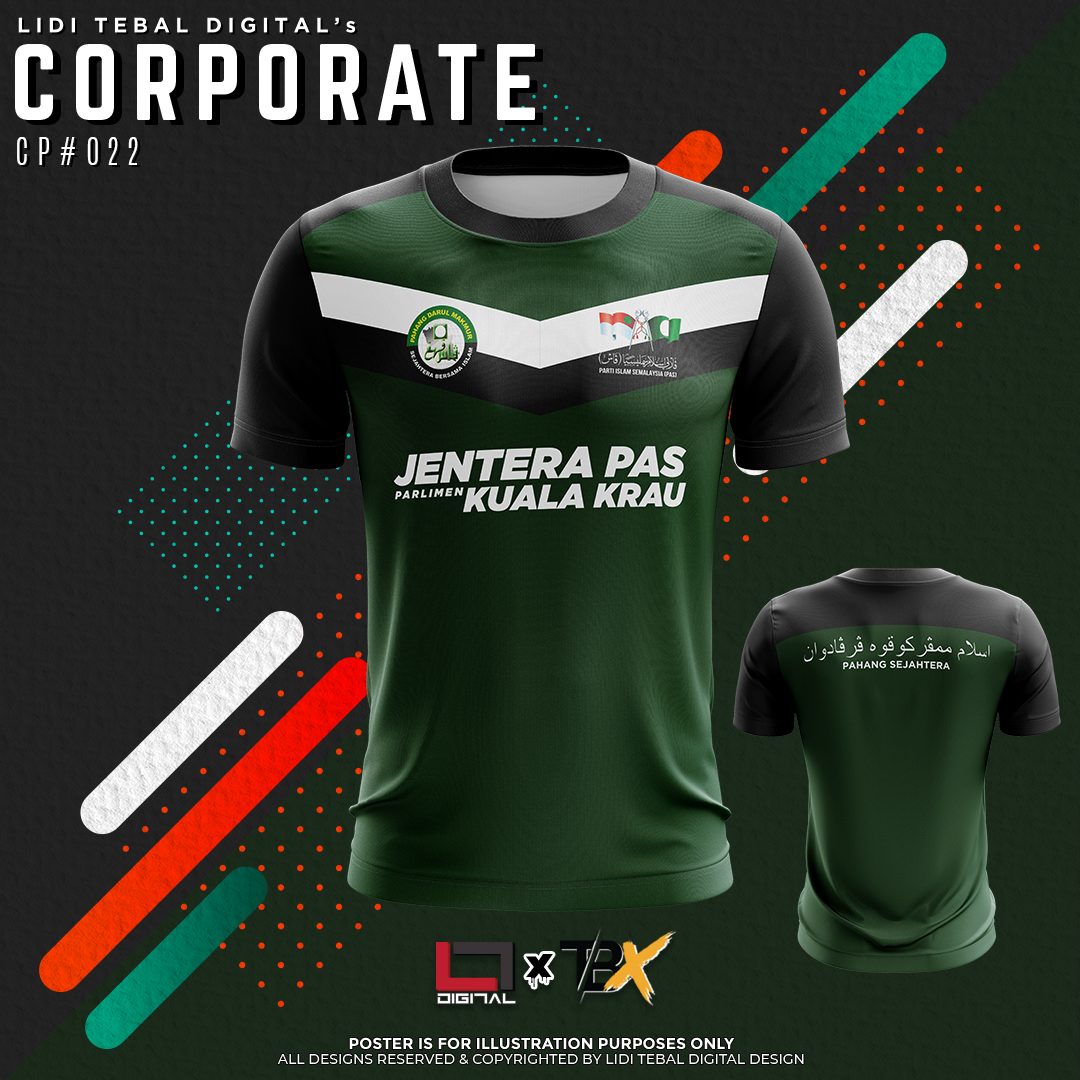 LIDI TEBAL DIGITAL's
CORPORATE
CP#022
PAHANG DARUL MAKMUR
SEJAHTERA BERSAMA ISLAM
PARTI ISLAM SEMALAYSIA (PAS)
JENTERA PAS
PARLIMEN KUALA KRAU
اسلام ممڤرکوقوه ڤرڤادوان
PAHANG SEJAHTERA
DIGITAL
X
TBX
POSTER IS FOR ILLUSTRATION PURPOSES ONLY
ALL DESIGNS RESERVED & COPYRIGHTED BY LIDI TEBAL DIGITAL DESIGN